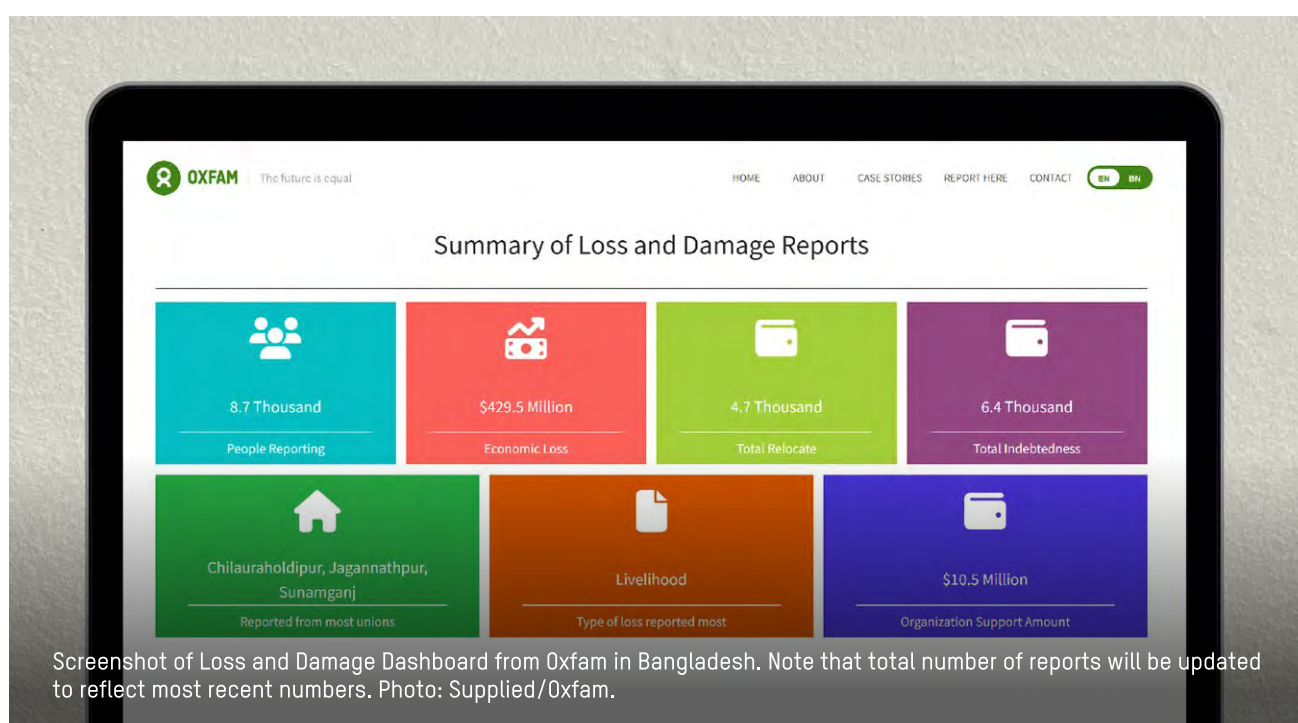 OXFAM The future is equal HOME ABOUT CASE STORIES REPORT HERE CONTACT EN BN
Summary of Loss and Damage Reports
8.7 Thousand $429.5 Million 4.7 Thousand 6.4 Thousand
People Reporting Economic Loss Total Relocate Total Indebtedness
Chilauraholdipur, Jagannathpur,
Sunamganj
Livelihood $10.5 Million
Reported from most unions Type of loss reported most Organization Support Amount
Screenshot of Loss and Damage Dashboard from Oxfam in Bangladesh. Note that total number of reports will be updated
to reflect most recent numbers. Photo: Supplied/Oxfam.